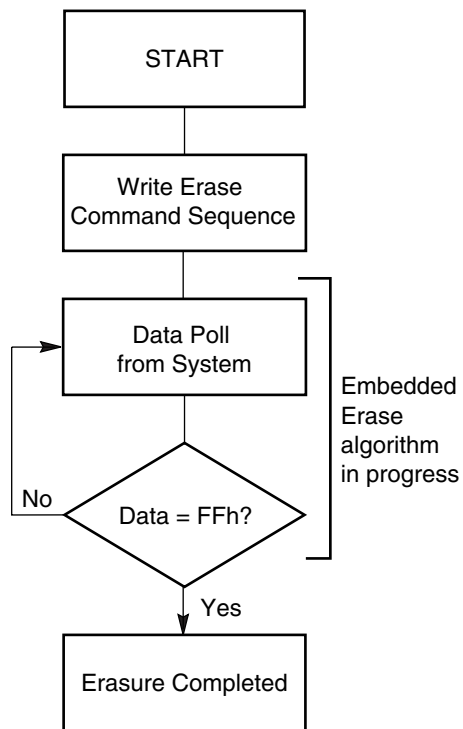 START
Write Erase
Command Sequence
Data Poll
from System
Embedded
Erase
algorithm
in progress
No
Data = FFh?
Yes
Erasure Completed